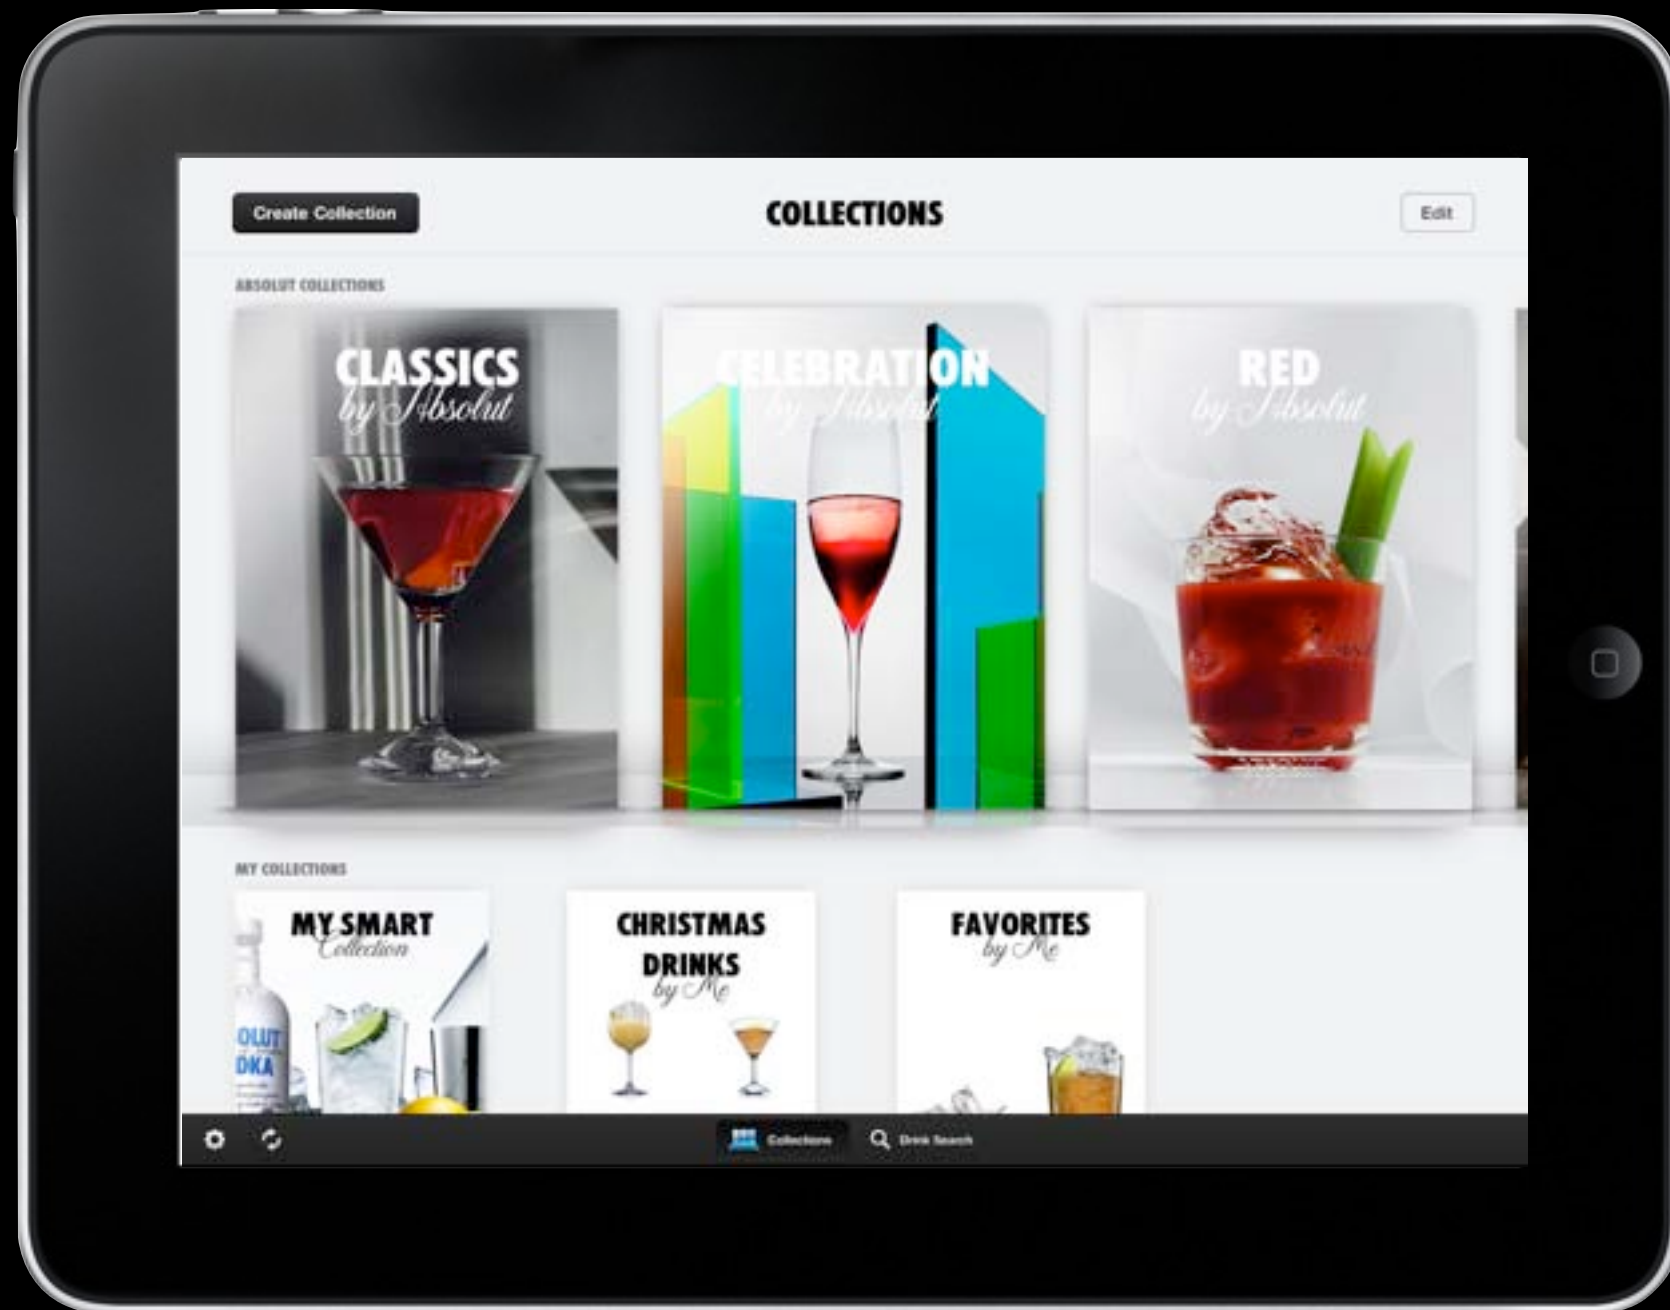 Create Collection
COLLECTIONS
Edit
ABSOLUT COLLECTIONS
CLASSICS
by Absolut
CELEBRATION
by Absolut
RED
by Absolut
MY COLLECTIONS
MY SMART
Collection
CHRISTMAS
DRINKS
by Me
FAVORITES
by Me
OLUT
DKA
Collections
Drink Search